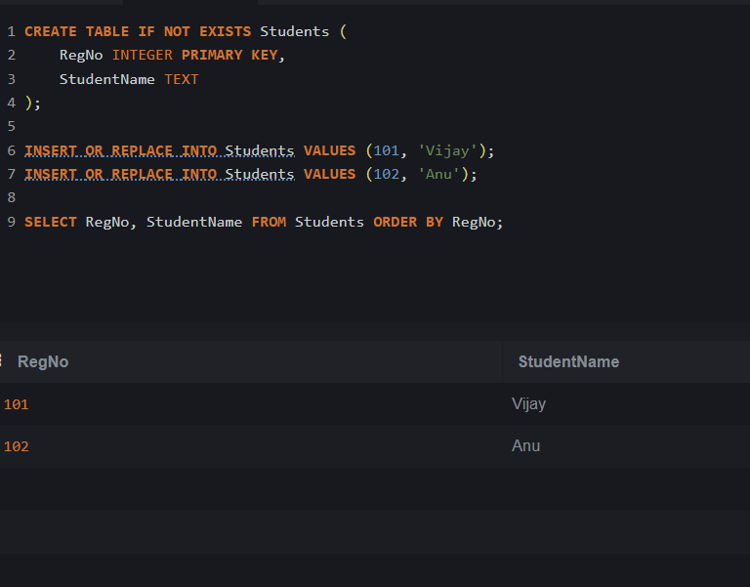 1 CREATE TABLE IF NOT EXISTS Students (
2     RegNo INTEGER PRIMARY KEY,
3     StudentName TEXT
4 );
5
6 INSERT OR REPLACE INTO Students VALUES (101, 'Vijay');
7 INSERT OR REPLACE INTO Students VALUES (102, 'Anu');
8
9 SELECT RegNo, StudentName FROM Students ORDER BY RegNo;
RegNo StudentName
101 Vijay
102 Anu